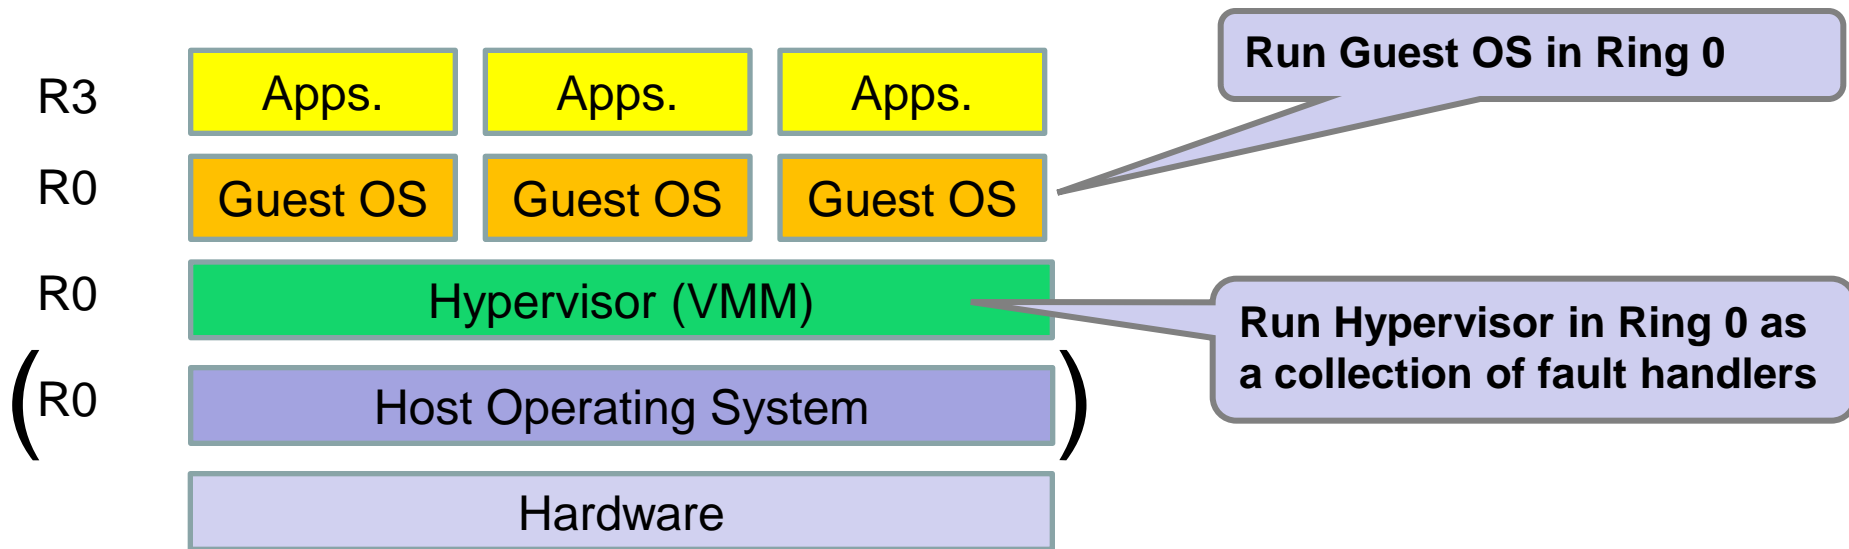 Run Guest OS in Ring 0
R3 Apps. Apps. Apps.
R0 Guest OS Guest OS Guest OS
R0 Hypervisor (VMM)
Run Hypervisor in Ring 0 as
a collection of fault handlers
(R0 Host Operating System)
Hardware